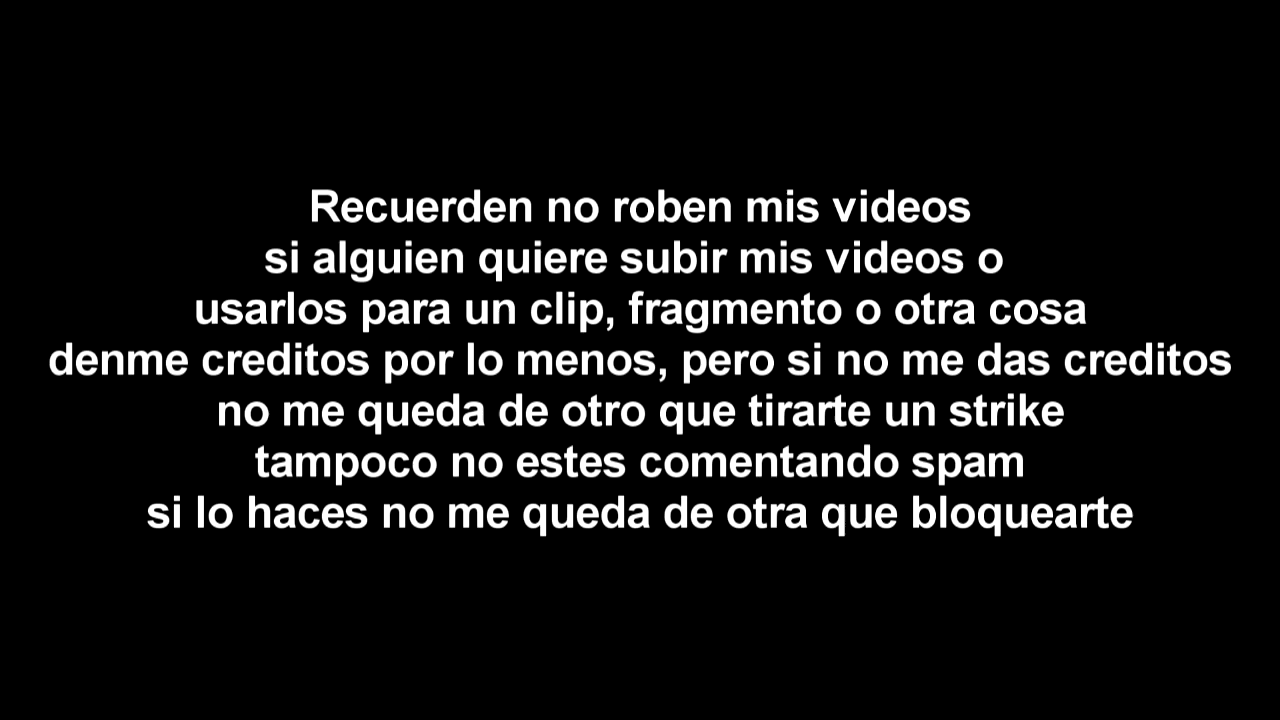 Recuerden no roben mis videos
si alguien quiere subir mis videos o
usarlos para un clip, fragmento o otra cosa
denme creditos por lo menos, pero si no me das creditos
no me queda de otro que tirarte un strike
tampoco no estes comentando spam
si lo haces no me queda de otra que bloquearte